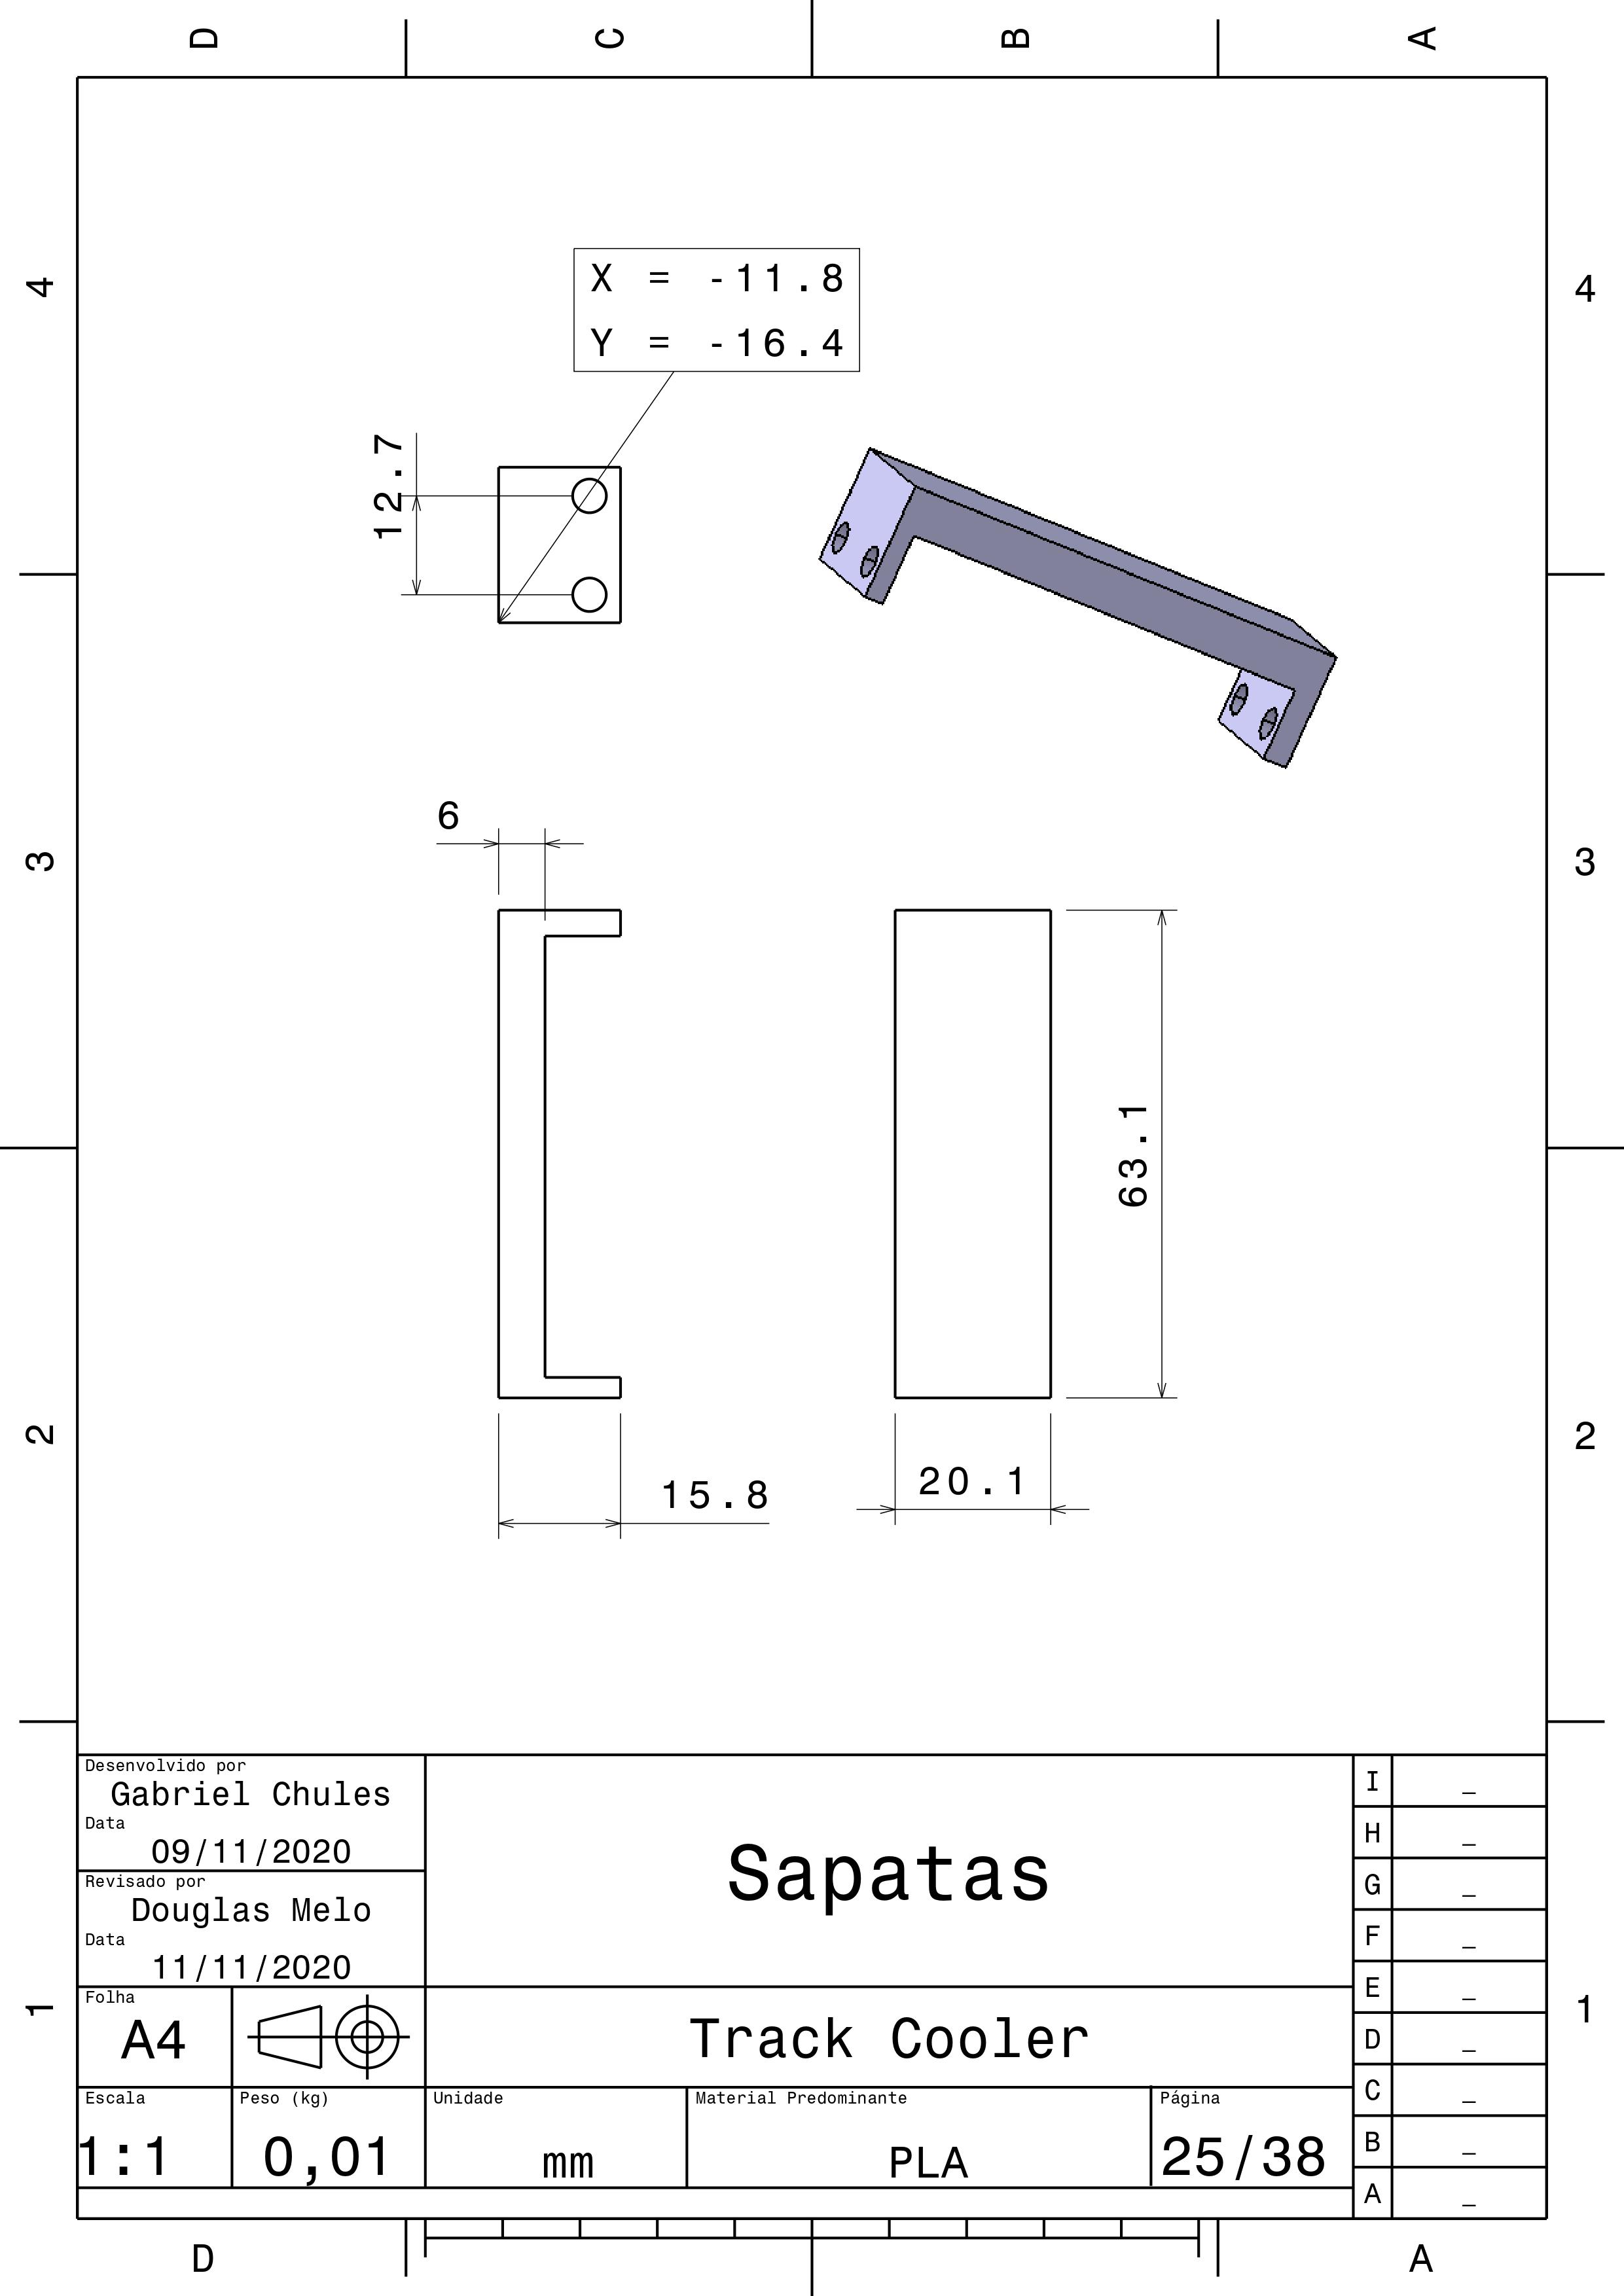 D C B A
4 4
X = -11.8
Y = -16.4
12.7
6
3 3
63.1
2 2
15.8
20.1
Desenvolvido por
Gabriel Chules
Data
09/11/2020
Revisado por
Douglas Melo
Data
11/11/2020
Sapatas
I _
H _
G _
F _
E _
D _
C _
B _
A _
1 1
Folha
A4
Track Cooler
Escala
1:1
Peso (kg)
0,01
Unidade
mm
Material Predominante
PLA
Página
25/38
D A